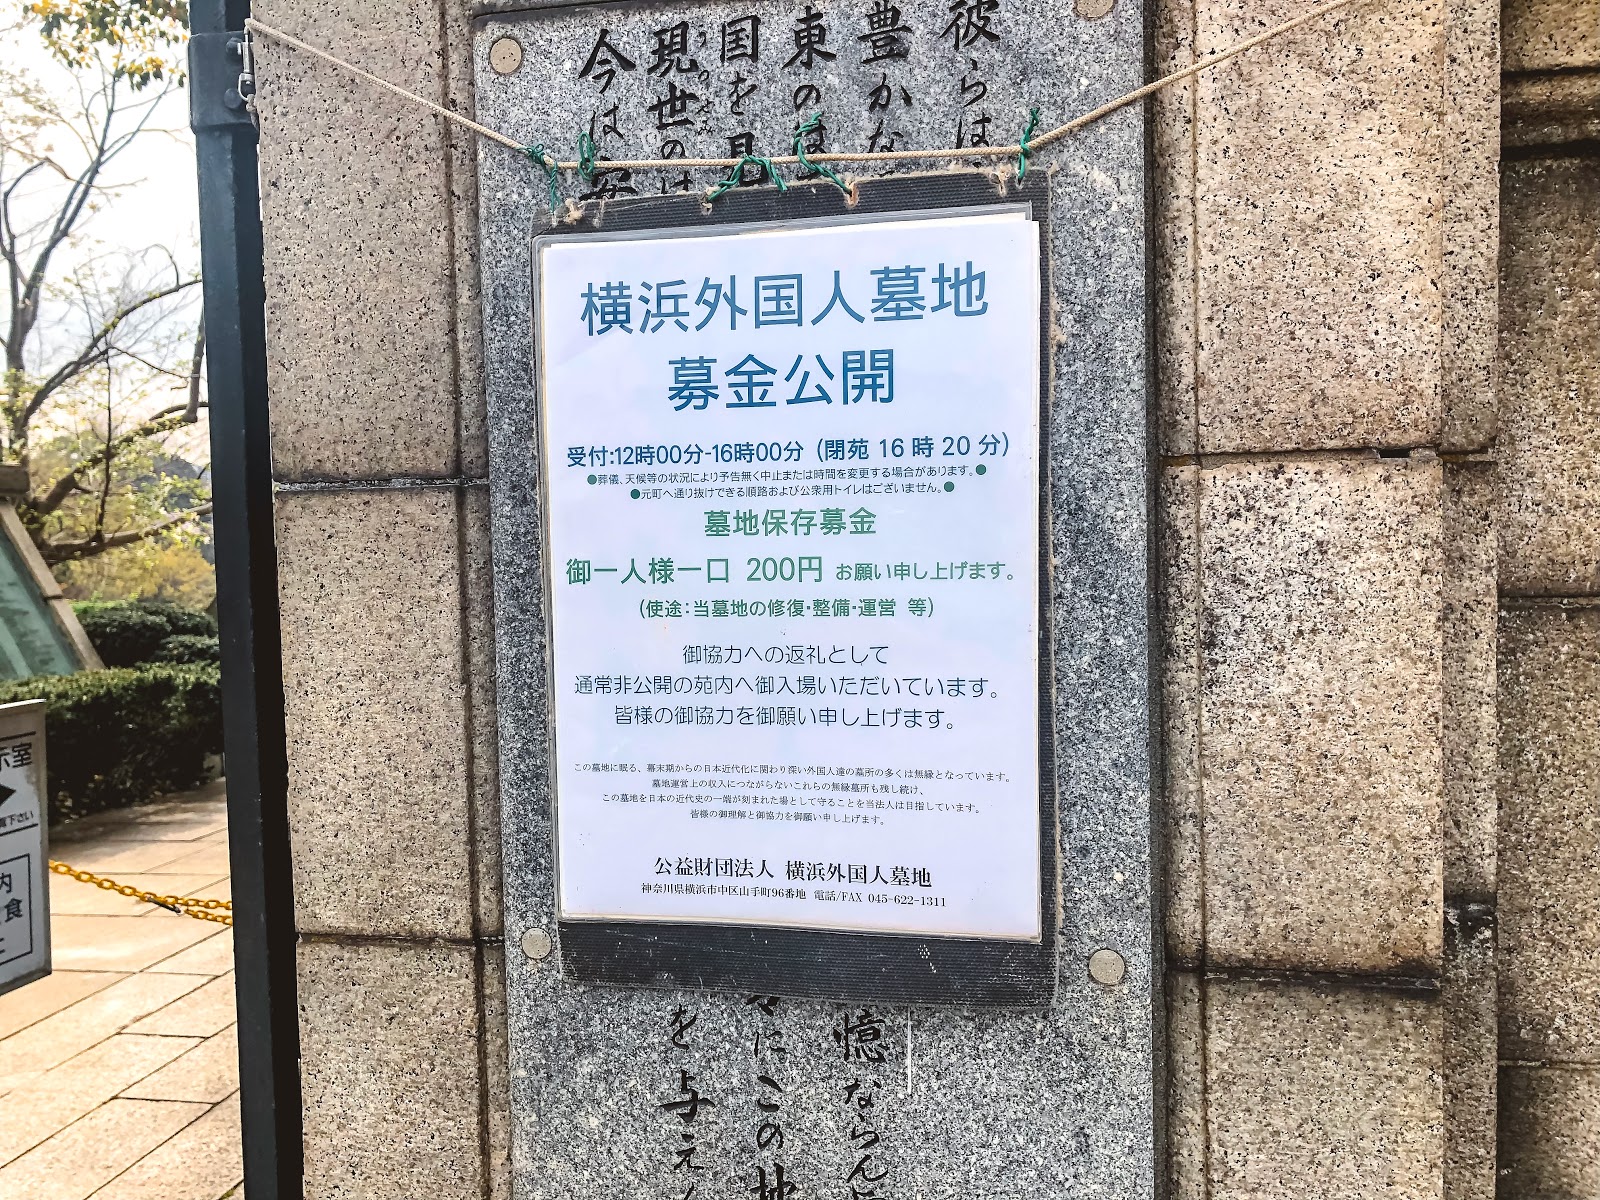 彼らは
豊かな
東の
国を見
現世の
うつせみ
今は
横浜外国人墓地
募金公開
受付:12時00分-16時00分 (閉苑 16 時 20 分)
●葬儀、天候等の状況により予告無く中止または時間を変更する場合があります。●
●元町へ通り抜けできる順路および公衆用トイレはございません。●
墓地保存募金
御一人様一口 200円 お願い申し上げます。
(使途:当墓地の修復・整備・運営 等)
御協力への返礼として
通常非公開の苑内へ御入場いただいています。
皆様の御協力を御願い申し上げます。
この墓地に眠る、幕末期からの日本近代化に関わり深い外国人達の墓所の多くは無縁となっています。
墓地運営上の収入につながらないこれらの無縁墓所も残し続け、
この墓地を日本の近代史の一端が刻まれた場として守ることを当法人は目指しています。
皆様の御理解と御協力を御願い申し上げます。
公益財団法人 横浜外国人墓地
神奈川県横浜市中区山手町96番地 電話/FAX 045-622-1311
憶ならん
にこの地
を与え
示室
下さい
内
食